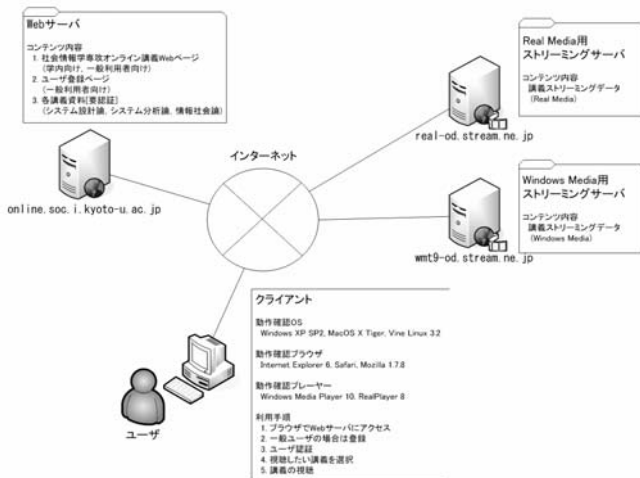 Webサーバ
コンテンツ内容
1. 社会情報学専攻オンライン講義Webページ
(学内向け, 一般利用者向け)
2. ユーザ登録ページ
(一般利用者向け)
3. 各講義資料[要認証]
(システム設計論, システム分析論, 情報社会論)
online.soc.i.kyoto-u.ac.jp
インターネット
Real Media用
ストリーミングサーバ
コンテンツ内容
講義ストリーミングデータ
(Real Media)
real-od.stream.ne.jp
Windows Media用
ストリーミングサーバ
コンテンツ内容
講義ストリーミングデータ
(Windows Media)
wmt9-od.stream.ne.jp
クライアント
動作確認OS
Windows XP SP2, MacOS X Tiger, Vine Linux 3.2
動作確認ブラウザ
Internet Explorer 6, Safari, Mozilla 1.7.8
動作確認プレーヤー
Windows Media Player 10, RealPlayer 8
利用手順
1. ブラウザでWebサーバにアクセス
2. 一般ユーザの場合は登録
3. ユーザ認証
4. 視聴したい講義を選択
5. 講義の視聴
ユーザ